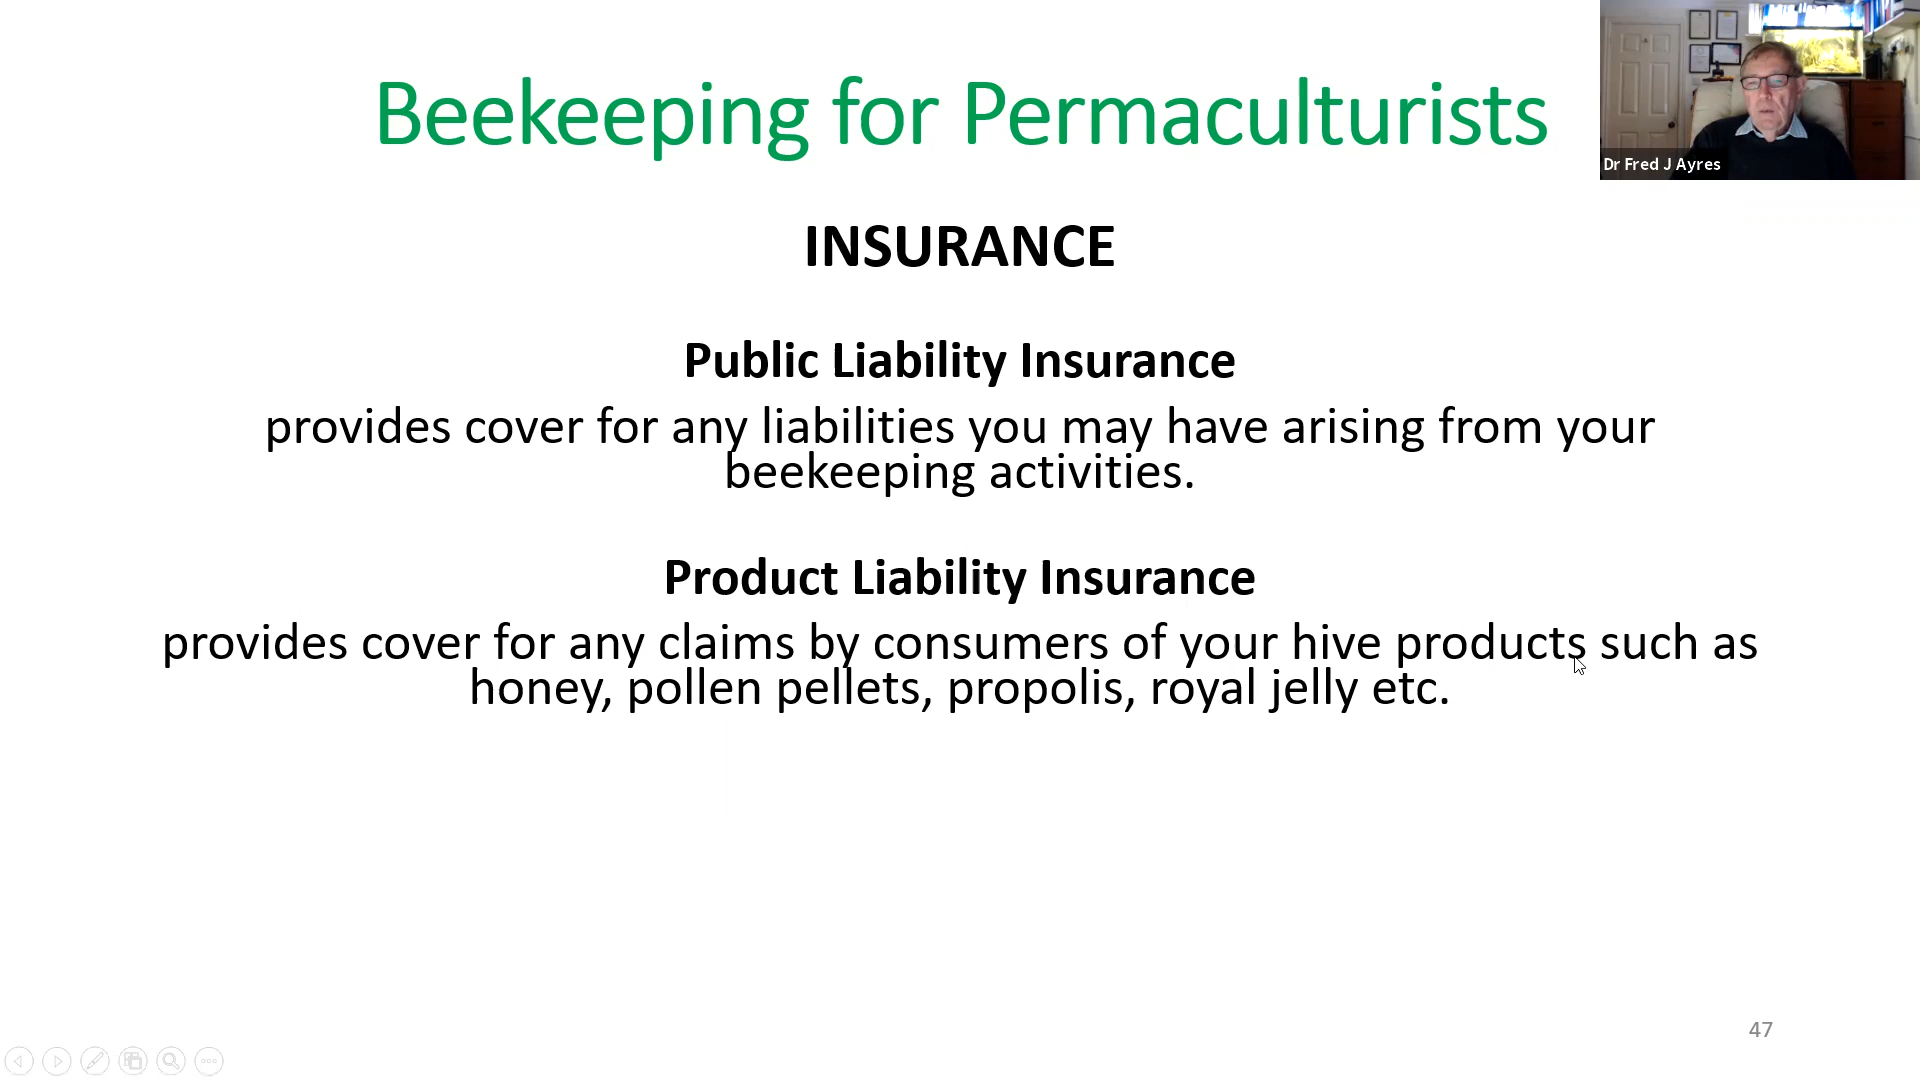 Beekeeping for Permaculturists
Dr Fred J Ayres
INSURANCE
Public Liability Insurance
provides cover for any liabilities you may have arising from your
beekeeping activities.
Product Liability Insurance
provides cover for any claims by consumers of your hive products such as
honey, pollen pellets, propolis, royal jelly etc.
47